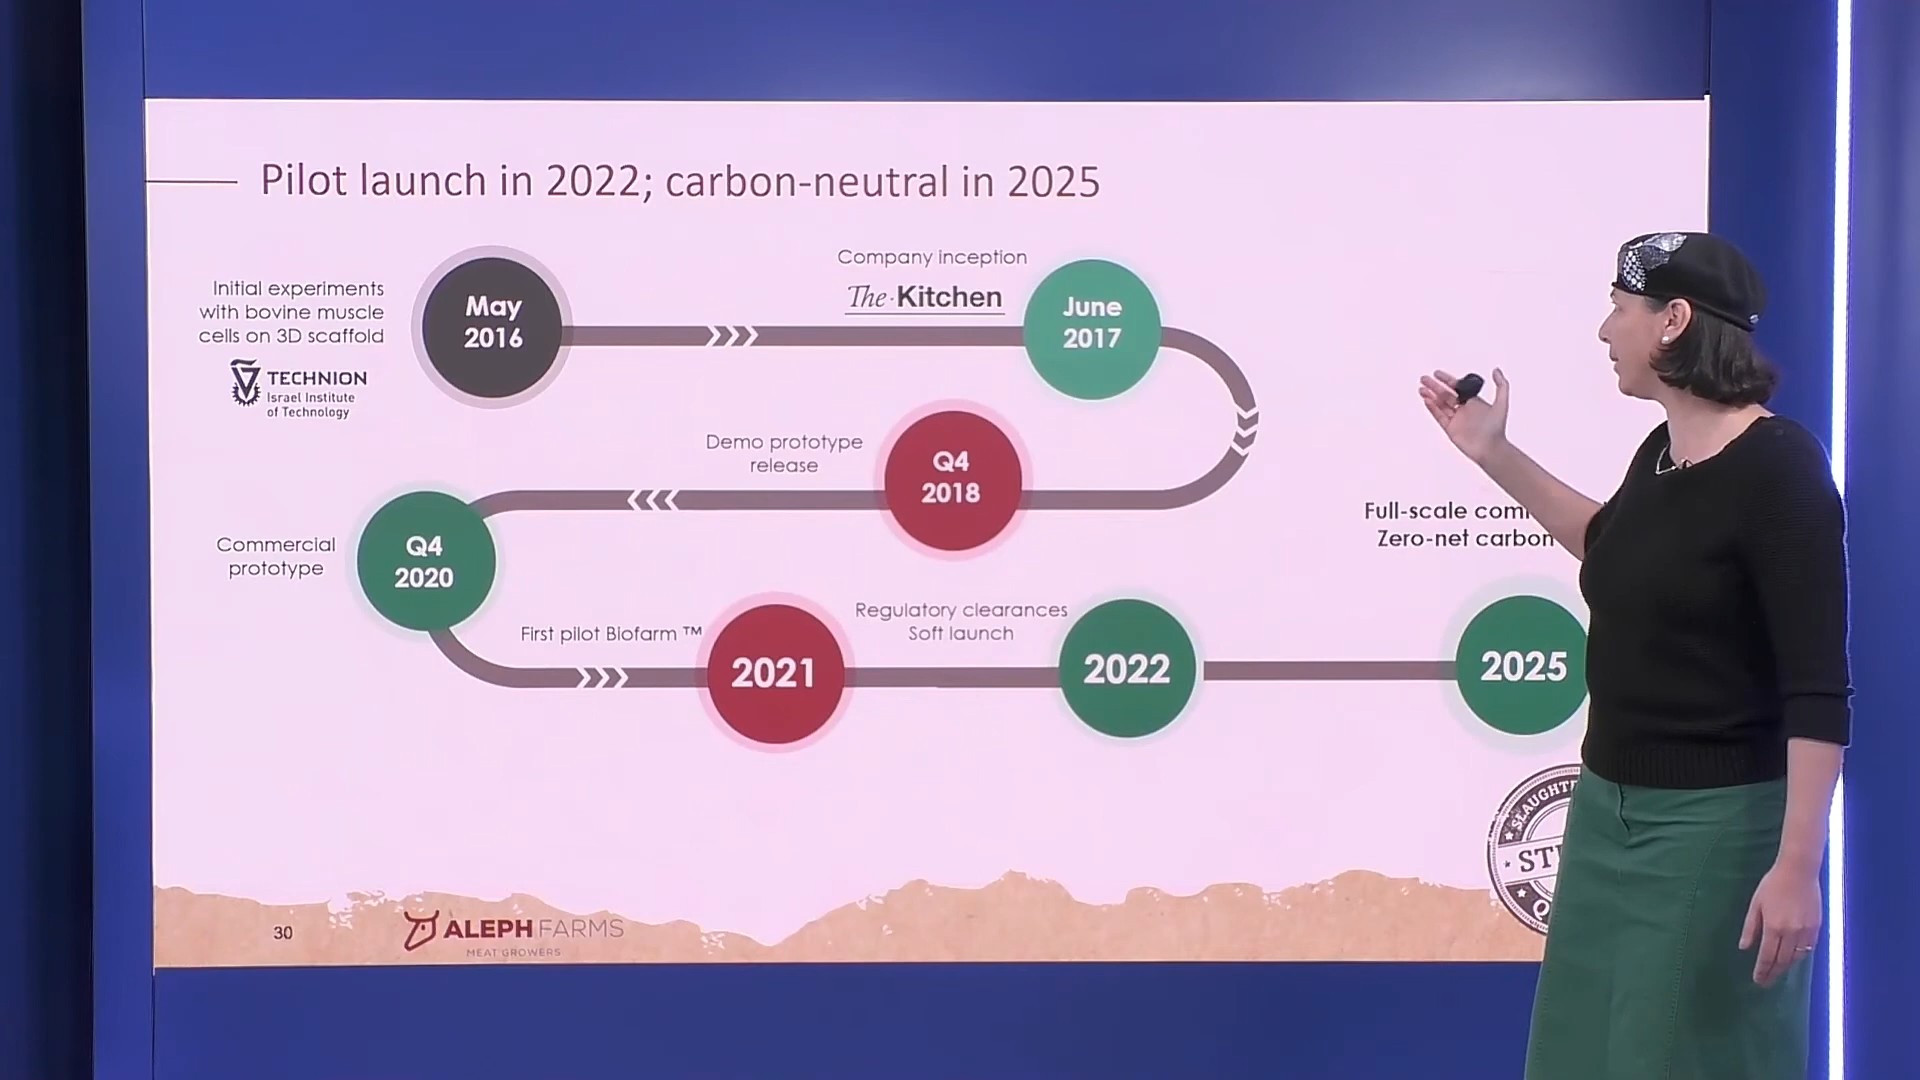 Pilot launch in 2022; carbon-neutral in 2025
Initial experiments
with bovine muscle
cells on 3D scaffold
TECHNION
Israel Institute
of Technology
May
2016
Company inception
The·Kitchen
June
2017
Demo prototype
release
Q4
2018
Commercial
prototype
Q4
2020
First pilot Biofarm ™
2021
Regulatory clearances
Soft launch
2022
Full-scale
Zero-net carbon
2025
30
ALEPH FARMS
MEAT GROWERS